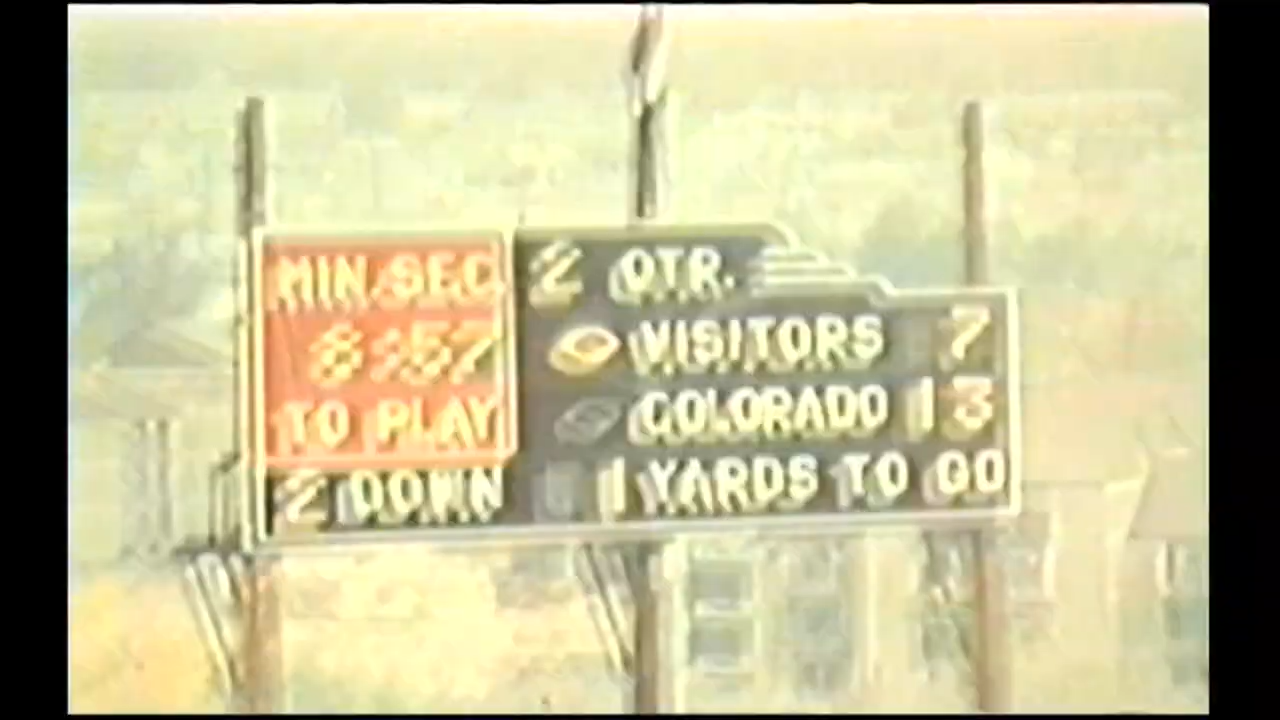 MIN. SEC.
8:57
TO PLAY
2 DOWN
2 QTR.
VISITORS 7
COLORADO 13
1 YARDS TO GO